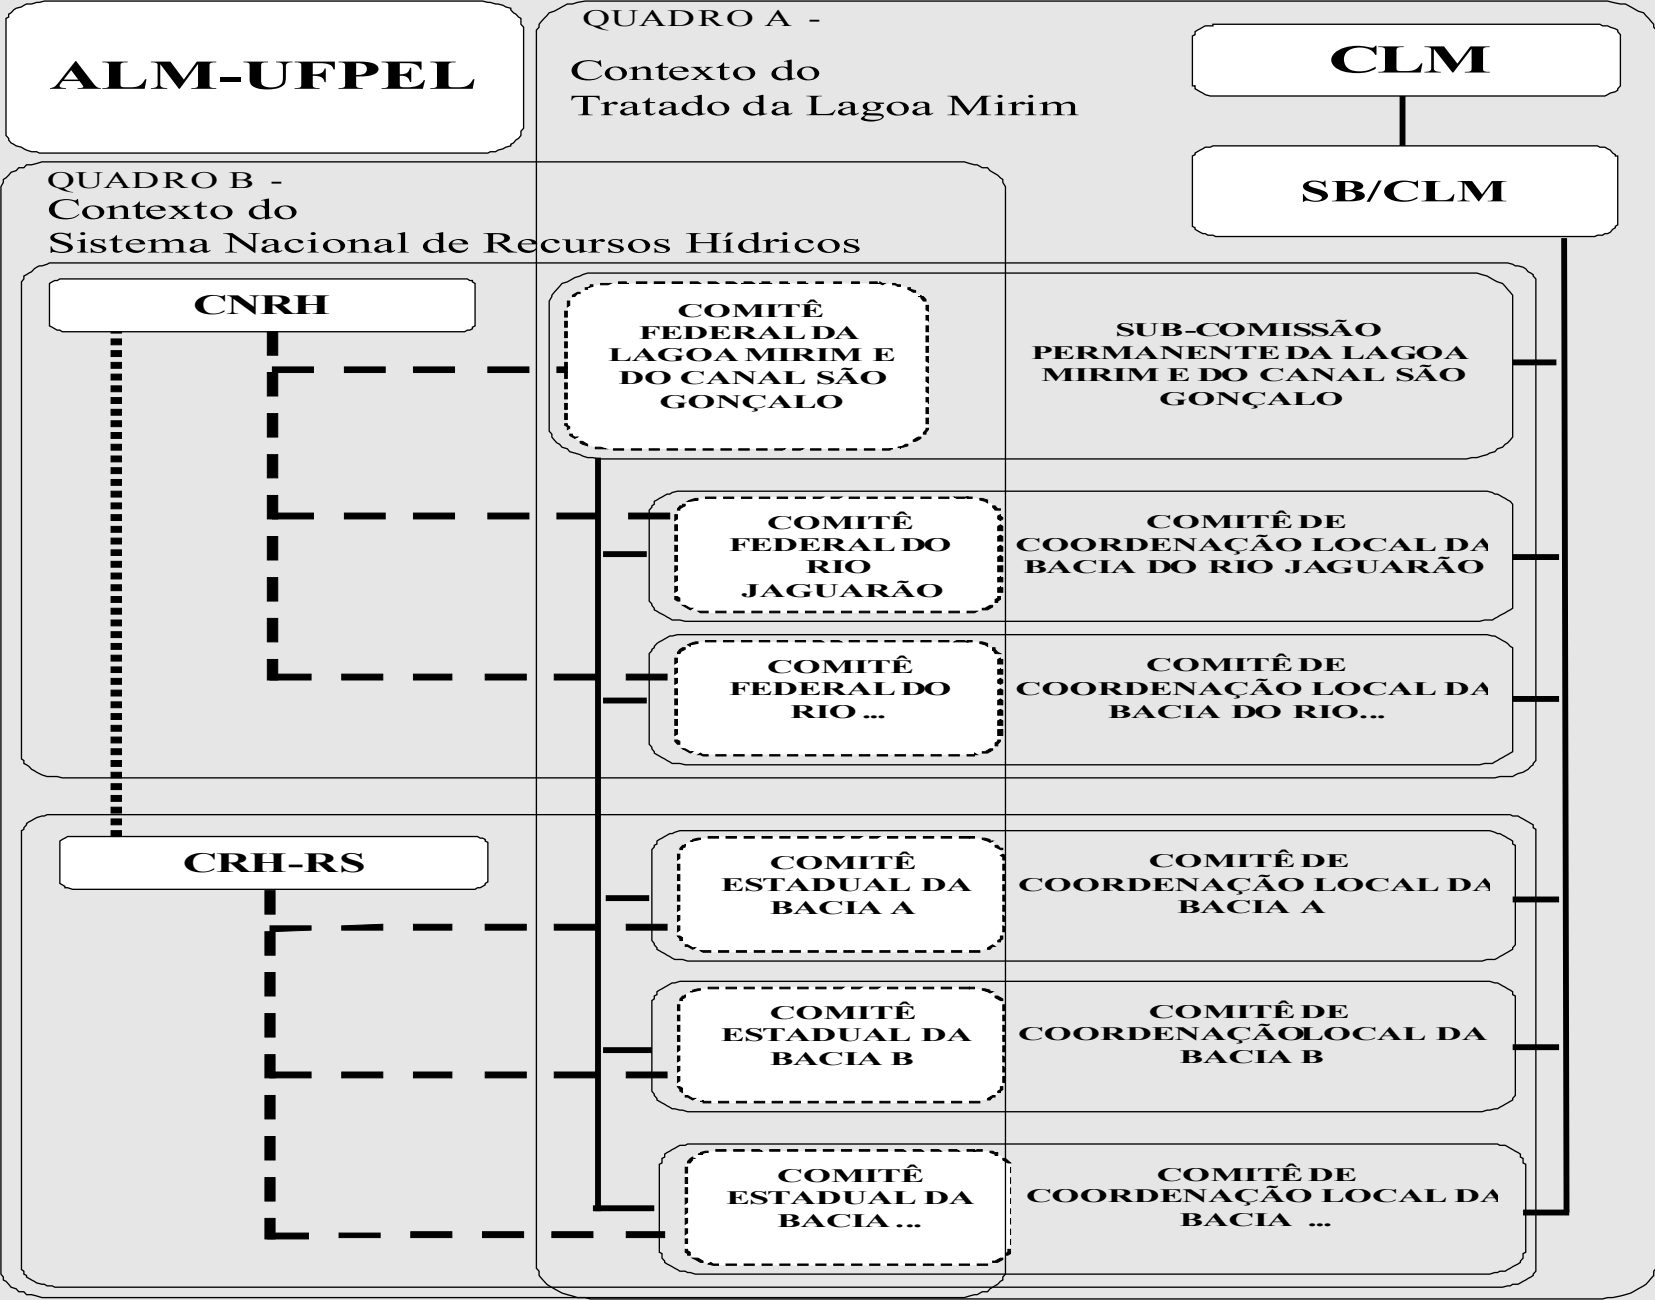 ALM-UFPEL
QUADRO A -
Contexto do
Tratado da Lagoa Mirim
CLM
SB/CLM
QUADRO B -
Contexto do
Sistema Nacional de Recursos Hídricos
CNRH
COMITÊ
FEDERAL DA
LAGOA MIRIM E
DO CANAL SÃO
GONÇALO
SUB-COMISSÃO
PERMANENTE DA LAGOA
MIRIM E DO CANAL SÃO
GONÇALO
COMITÊ
FEDERAL DO
RIO
JAGUARÃO
COMITÊ DE
COORDENAÇÃO LOCAL DA
BACIA DO RIO JAGUARÃO
COMITÊ
FEDERAL DO
RIO ...
COMITÊ DE
COORDENAÇÃO LOCAL DA
BACIA DO RIO...
CRH-RS
COMITÊ
ESTADUAL DA
BACIA A
COMITÊ DE
COORDENAÇÃO LOCAL DA
BACIA A
COMITÊ
ESTADUAL DA
BACIA B
COMITÊ DE
COORDENAÇÃO LOCAL DA
BACIA B
COMITÊ
ESTADUAL DA
BACIA ...
COMITÊ DE
COORDENAÇÃO LOCAL DA
BACIA ...